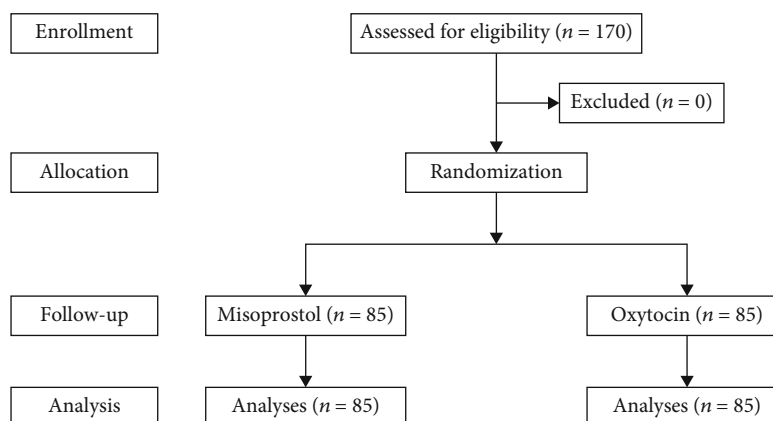 Enrollment
Assessed for eligibility (n = 170)
Excluded (n = 0)
Allocation
Randomization
Follow-up
Misoprostol (n = 85)
Oxytocin (n = 85)
Analysis
Analyses (n = 85)
Analyses (n = 85)